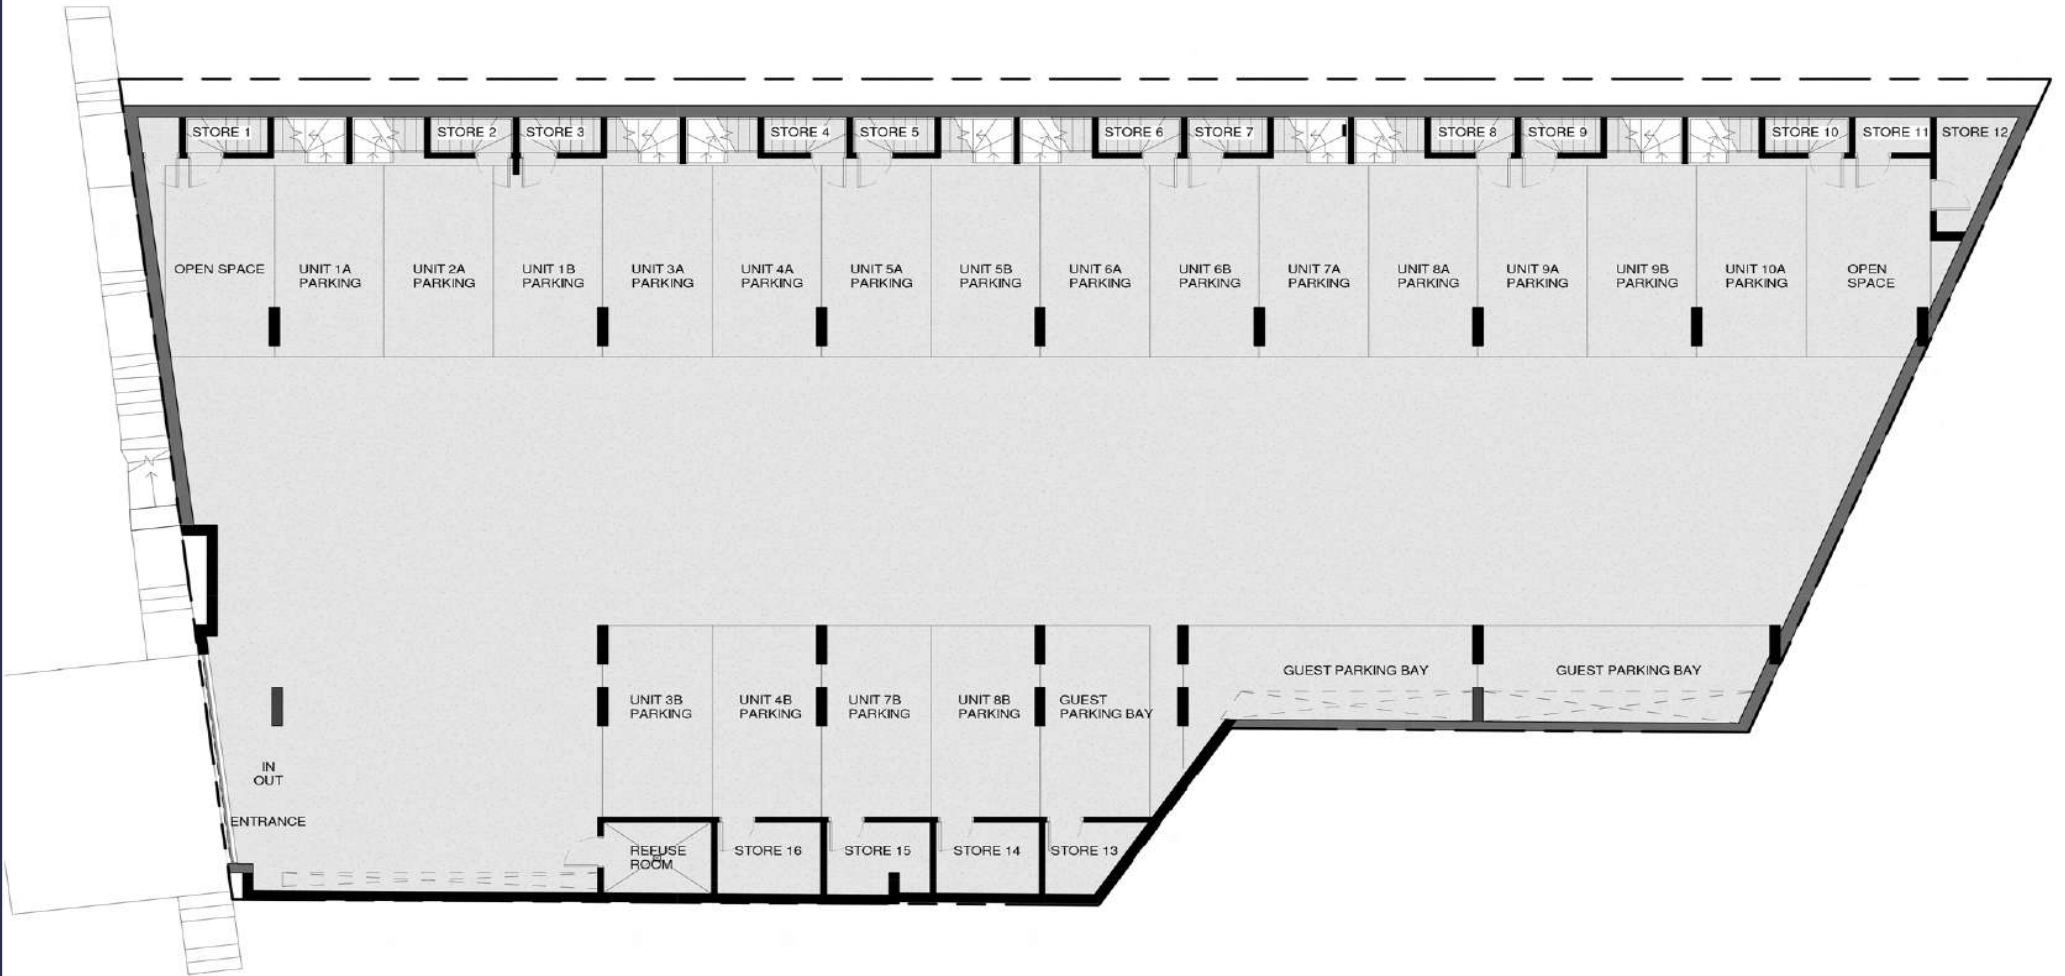 STORE 1
STORE 2
STORE 3
STORE 4
STORE 5
STORE 6
STORE 7
STORE 8
STORE 9
STORE 10
STORE 11
STORE 12
OPEN SPACE
UNIT 1A
PARKING
UNIT 2A
PARKING
UNIT 1B
PARKING
UNIT 3A
PARKING
UNIT 4A
PARKING
UNIT 5A
PARKING
UNIT 5B
PARKING
UNIT 6A
PARKING
UNIT 6B
PARKING
UNIT 7A
PARKING
UNIT 8A
PARKING
UNIT 9A
PARKING
UNIT 9B
PARKING
UNIT 10A
PARKING
OPEN
SPACE
GUEST PARKING BAY
GUEST PARKING BAY
UNIT 3B
PARKING
UNIT 4B
PARKING
UNIT 7B
PARKING
UNIT 8B
PARKING
GUEST
PARKING BAY
IN
OUT
ENTRANCE
REFUSE
ROOM
STORE 16
STORE 15
STORE 14
STORE 13